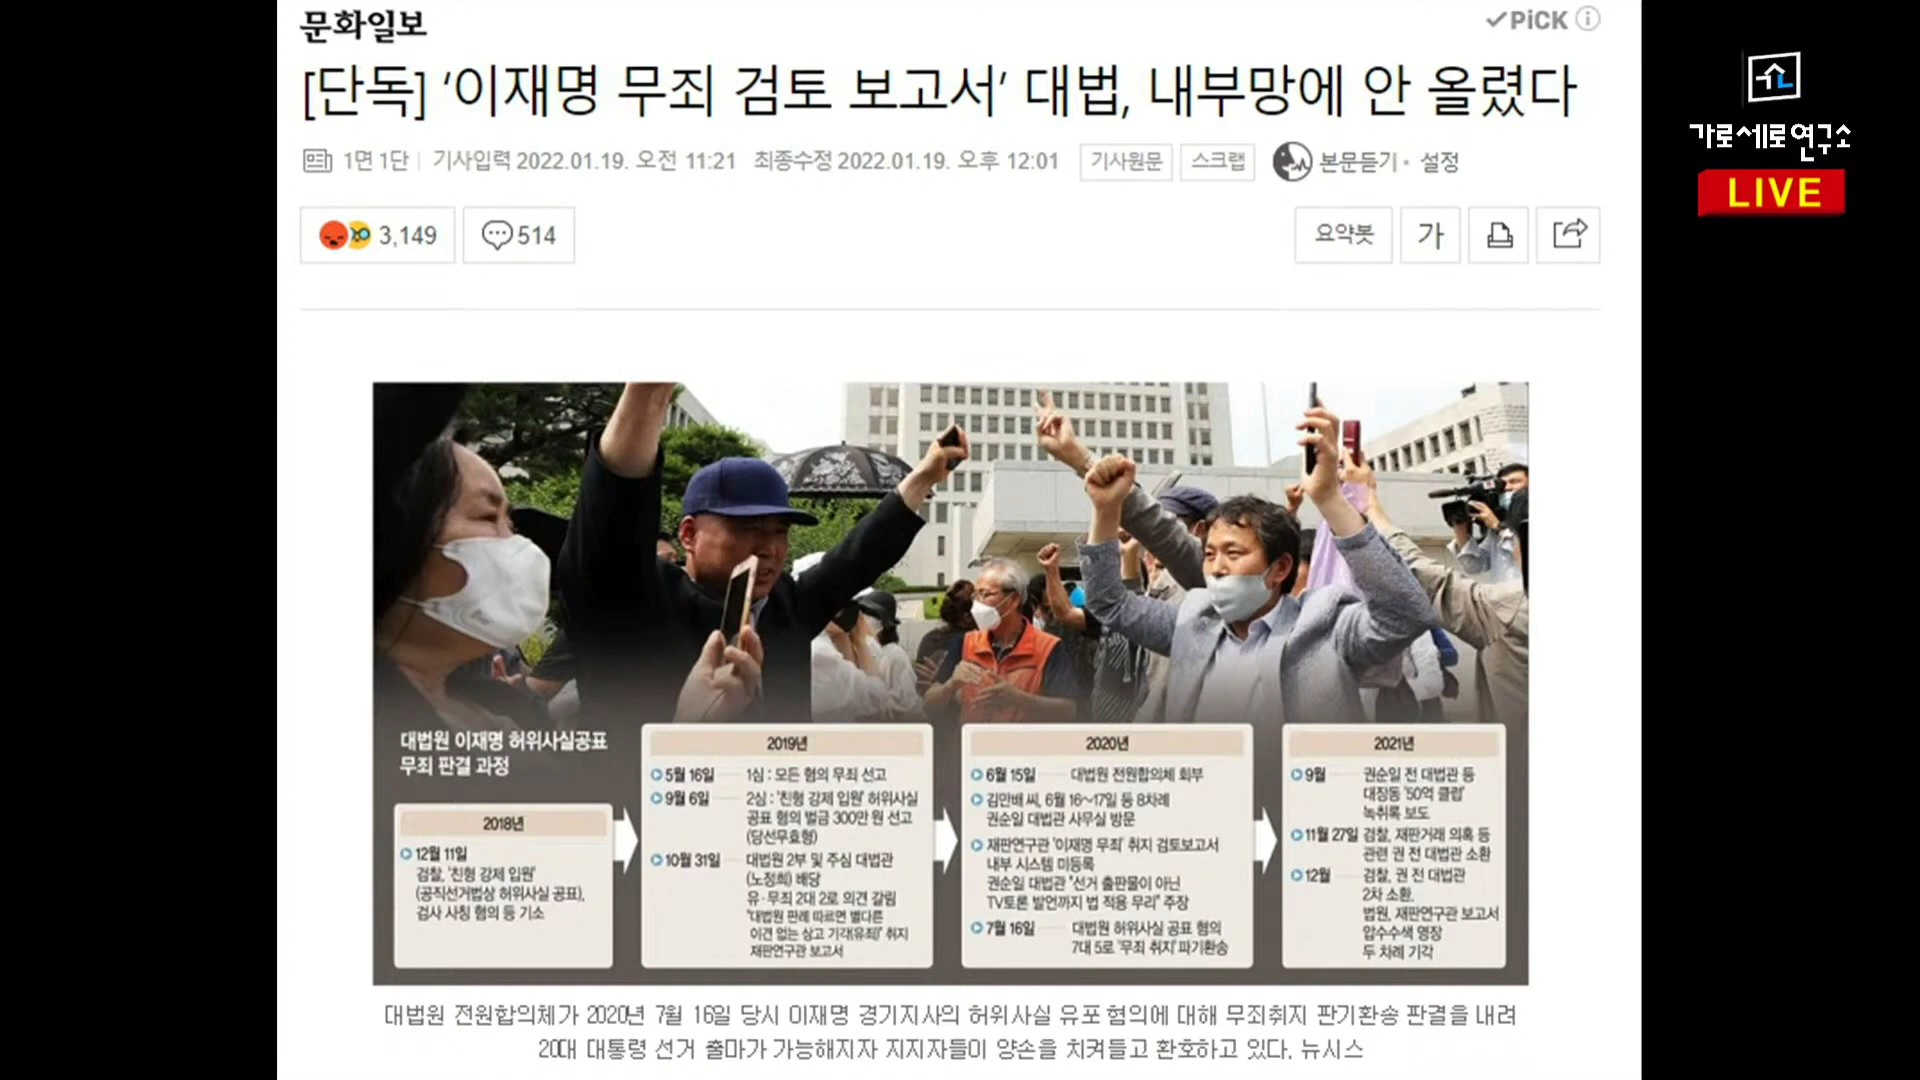 문화일보
✓PiCK ⓘ
[단독] ‘이재명 무죄 검토 보고서’ 대법, 내부망에 안 올렸다
1면 1단 기사입력 2022.01.19. 오전 11:21 최종수정 2022.01.19. 오후 12:01 기사원문 스크랩 본문듣기 · 설정
3,149 514 요약봇 가
가로세로연구소
LIVE
대법원 이재명 허위사실공표
무죄 판결 과정
2018년
12월 11일
검찰, '친형 강제 입원'
(공직선거법상 허위사실 공표),
검사 사칭 혐의 등 기소
2019년
5월 16일 1심 : 모든 혐의 무죄 선고
9월 6일 2심 : '친형 강제 입원' 허위사실
공표 혐의 벌금 300만 원 선고
(당선무효형)
10월 31일 대법원 2부 및 주심 대법관
(노정희) 배당
유·무죄 2대 2로 의견 갈림
"대법원 판례 따르면 별다른
이견 없는 상고 기각(유죄)" 취지
재판연구관 보고서
2020년
6월 15일 대법원 전원합의체 회부
김만배 씨, 6월 16~17일 등 8차례
권순일 대법관 사무실 방문
재판연구관 '이재명 무죄' 취지 검토보고서
내부 시스템 미등록
권순일 대법관 "선거 출판물이 아닌
TV토론 발언까지 법 적용 무리" 주장
7월 16일 대법원 허위사실 공표 혐의
7대 5로 '무죄 취지' 파기환송
2021년
9월 권순일 전 대법관 등
대장동 '50억 클럽'
녹취록 보도
11월 27일 검찰, 재판거래 의혹 등
관련 권 전 대법관 소환
12월 검찰, 권 전 대법관
2차 소환,
법원, 재판연구관 보고서
압수수색 영장
두 차례 기각
대법원 전원합의체가 2020년 7월 16일 당시 이재명 경기지사의 허위사실 유포 혐의에 대해 무죄취지 판기환송 판결을 내려
20대 대통령 선거 출마가 가능해지자 지지자들이 양손을 치켜들고 환호하고 있다. 뉴시스